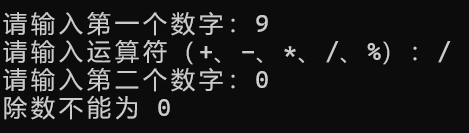 请输入第一个数字：9
请输入运算符（+、-、*、/、%）：/
请输入第二个数字：0
除数不能为 0